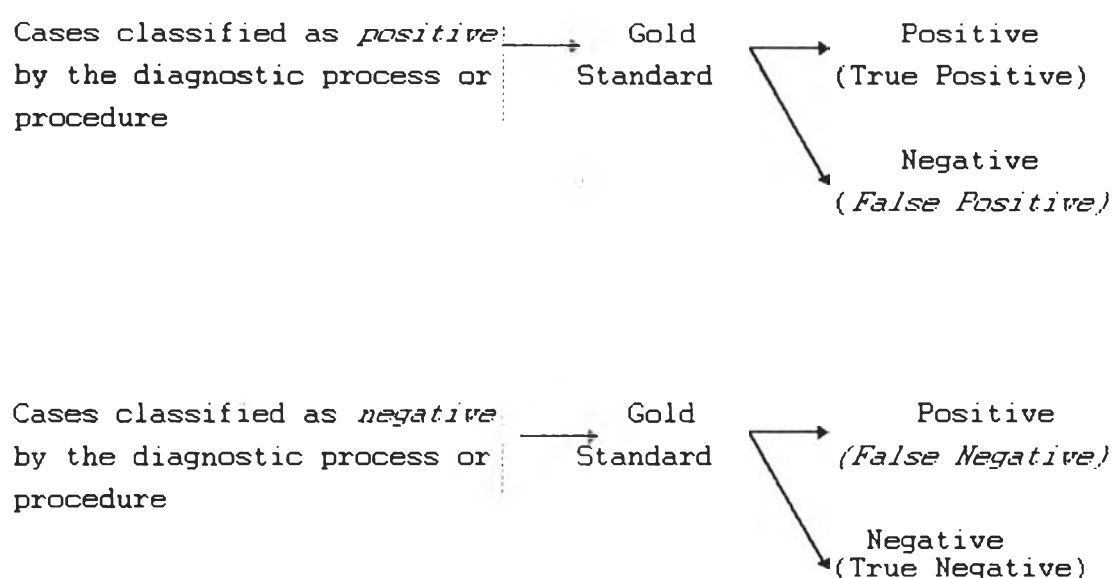 Cases classified as positive
by the diagnostic process or
procedure
Gold
Standard
Positive
(True Positive)
Negative
(False Positive)
Cases classified as negative
by the diagnostic process or
procedure
Gold
Standard
Positive
(False Negative)
Negative
(True Negative)